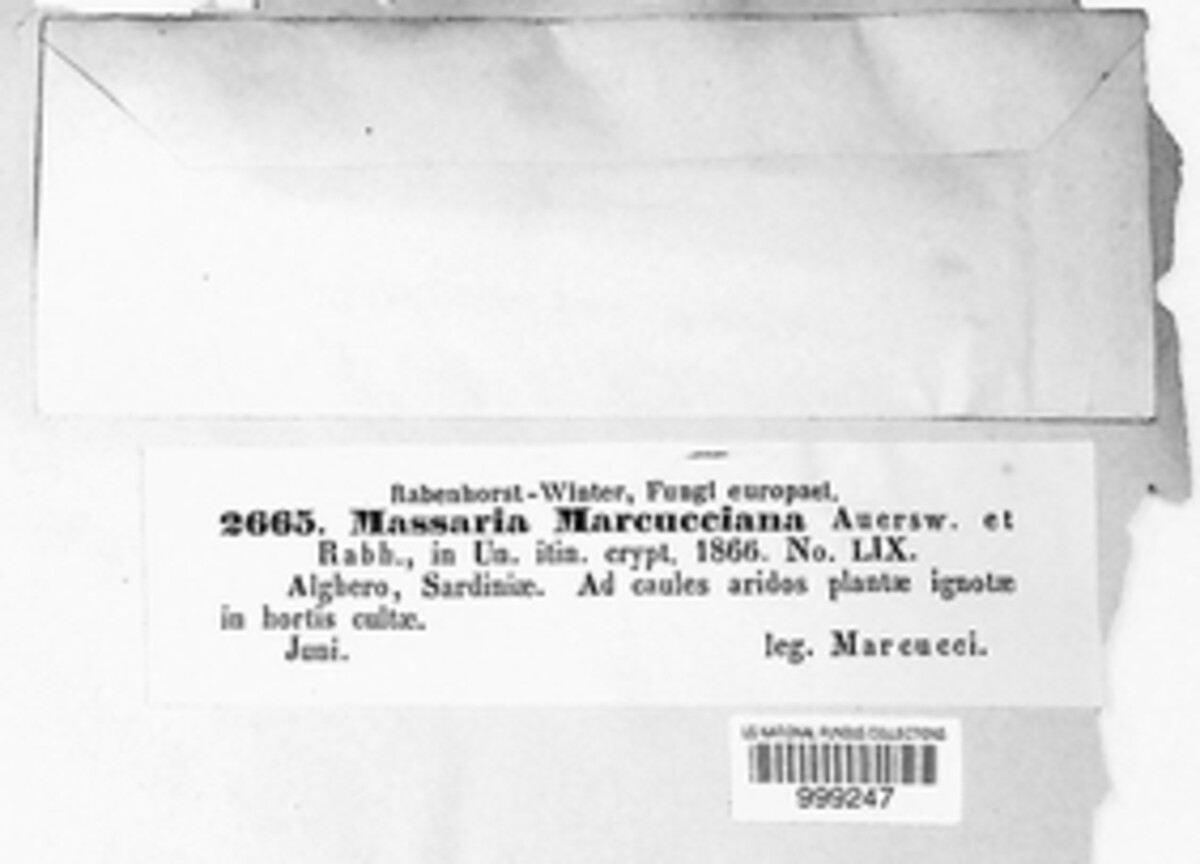 Rabenhorst-Winter, Fungi europaei.
2665. Massaria Marcucciana Auersw. et
Rabh., in Un. itin. crypt. 1866. No. LIX.
Alghero, Sardiniæ. Ad caules aridos plantæ ignotæ
in hortis cultæ.
Juni.
leg. Marcucci.
US NATIONAL FUNGUS COLLECTIONS
999247